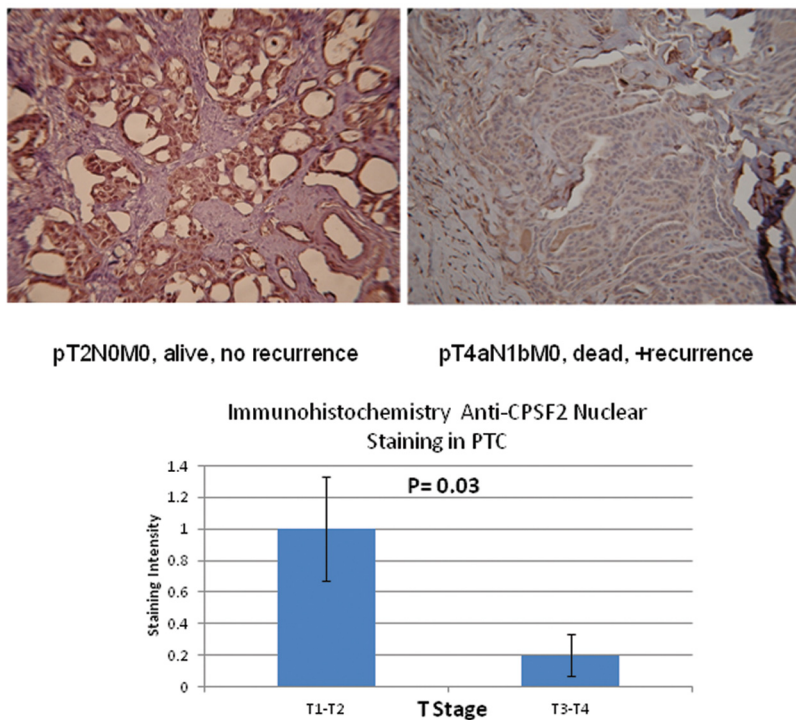 pT2N0M0, alive, no recurrence
pT4aN1bM0, dead, +recurrence
Immunohistochemistry Anti-CPSF2 Nuclear
Staining in PTC
P= 0.03
Staining Intensity
1.4
1.2
1
0.8
0.6
0.4
0.2
0
T1-T2
T Stage
T3-T4